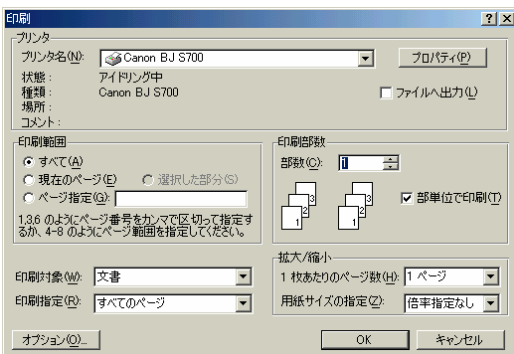 印刷
プリンタ
プリンタ名(N): Canon BJ S700 プロパティ(P)
状態: アイドリング中
種類: Canon BJ S700 ファイルへ出力(L)
場所:
コメント:
印刷範囲
すべて(A)
現在のページ(E) 選択した部分(S)
ページ指定(G):
1,3,6 のようにページ番号をカンマで区切って指定す
るか、4-8 のようにページ範囲を指定してください。
印刷部数
部数(C): 1
3 2 1 3 2 1 部単位で印刷(T)
印刷対象(W): 文書
印刷指定(R): すべてのページ
拡大/縮小
1 枚あたりのページ数(H): 1 ページ
用紙サイズの指定(Z): 倍率指定なし
オプション(O)... OK キャンセル